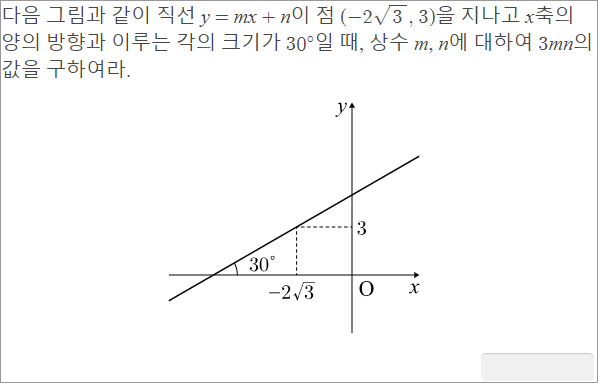 다음 그림과 같이 직선 y = mx + n이 점 (−2√3 , 3)을 지나고 x축의
양의 방향과 이루는 각의 크기가 30°일 때, 상수 m, n에 대하여 3mn의
값을 구하여라.
y
3
30°
−2√3
O
x